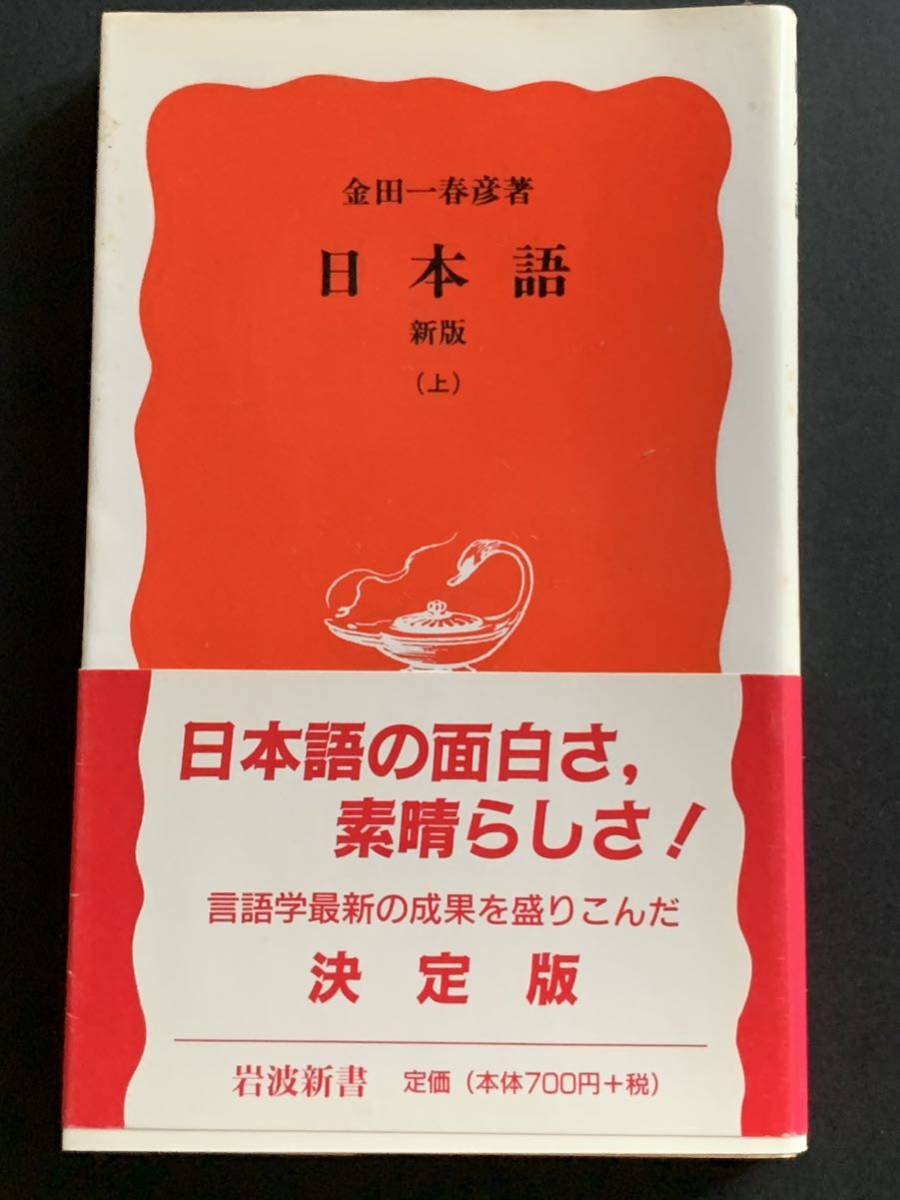 金田一春彦著
日本語
新版
(上)
日本語の面白さ,
素晴らしさ!
言語学最新の成果を盛りこんだ
決定版
岩波新書 定価(本体700円+税)